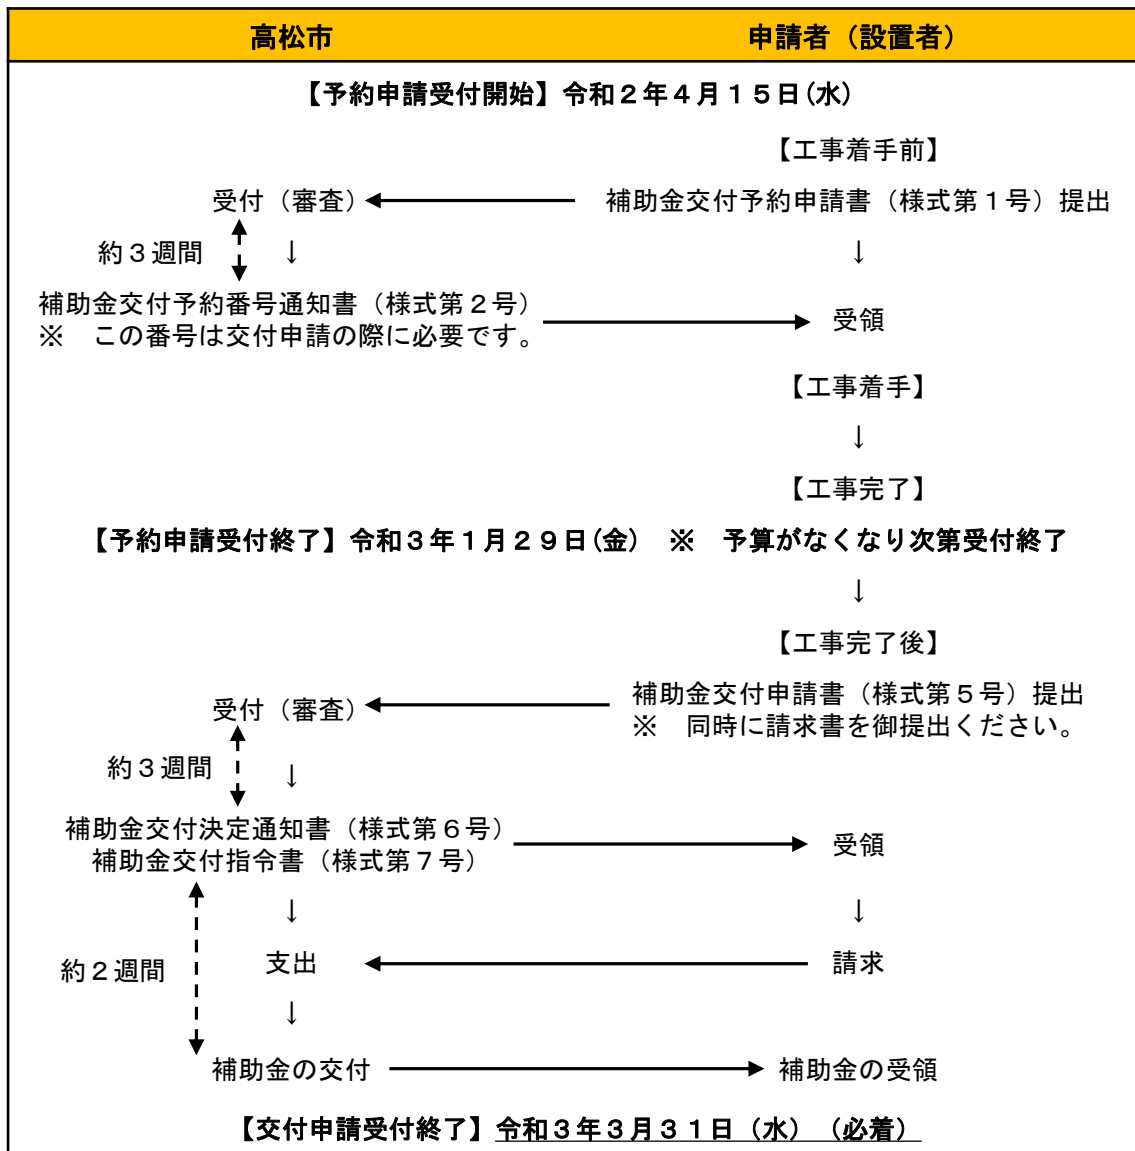 高松市
申請者（設置者）
【予約申請受付開始】令和２年４月１５日(水)
【工事着手前】
受付（審査）
補助金交付予約申請書（様式第１号）提出
約３週間
↓
↓
補助金交付予約番号通知書（様式第２号）
※　この番号は交付申請の際に必要です。
受領
【工事着手】
↓
【工事完了】
【予約申請受付終了】令和３年１月２９日(金)　※　予算がなくなり次第受付終了
↓
【工事完了後】
受付（審査）
補助金交付申請書（様式第５号）提出
※　同時に請求書を御提出ください。
約３週間
↓
補助金交付決定通知書（様式第６号）
補助金交付指令書（様式第７号）
受領
↓
↓
約２週間
支出
請求
↓
補助金の交付
補助金の受領
【交付申請受付終了】令和３年３月３１日（水）（必着）